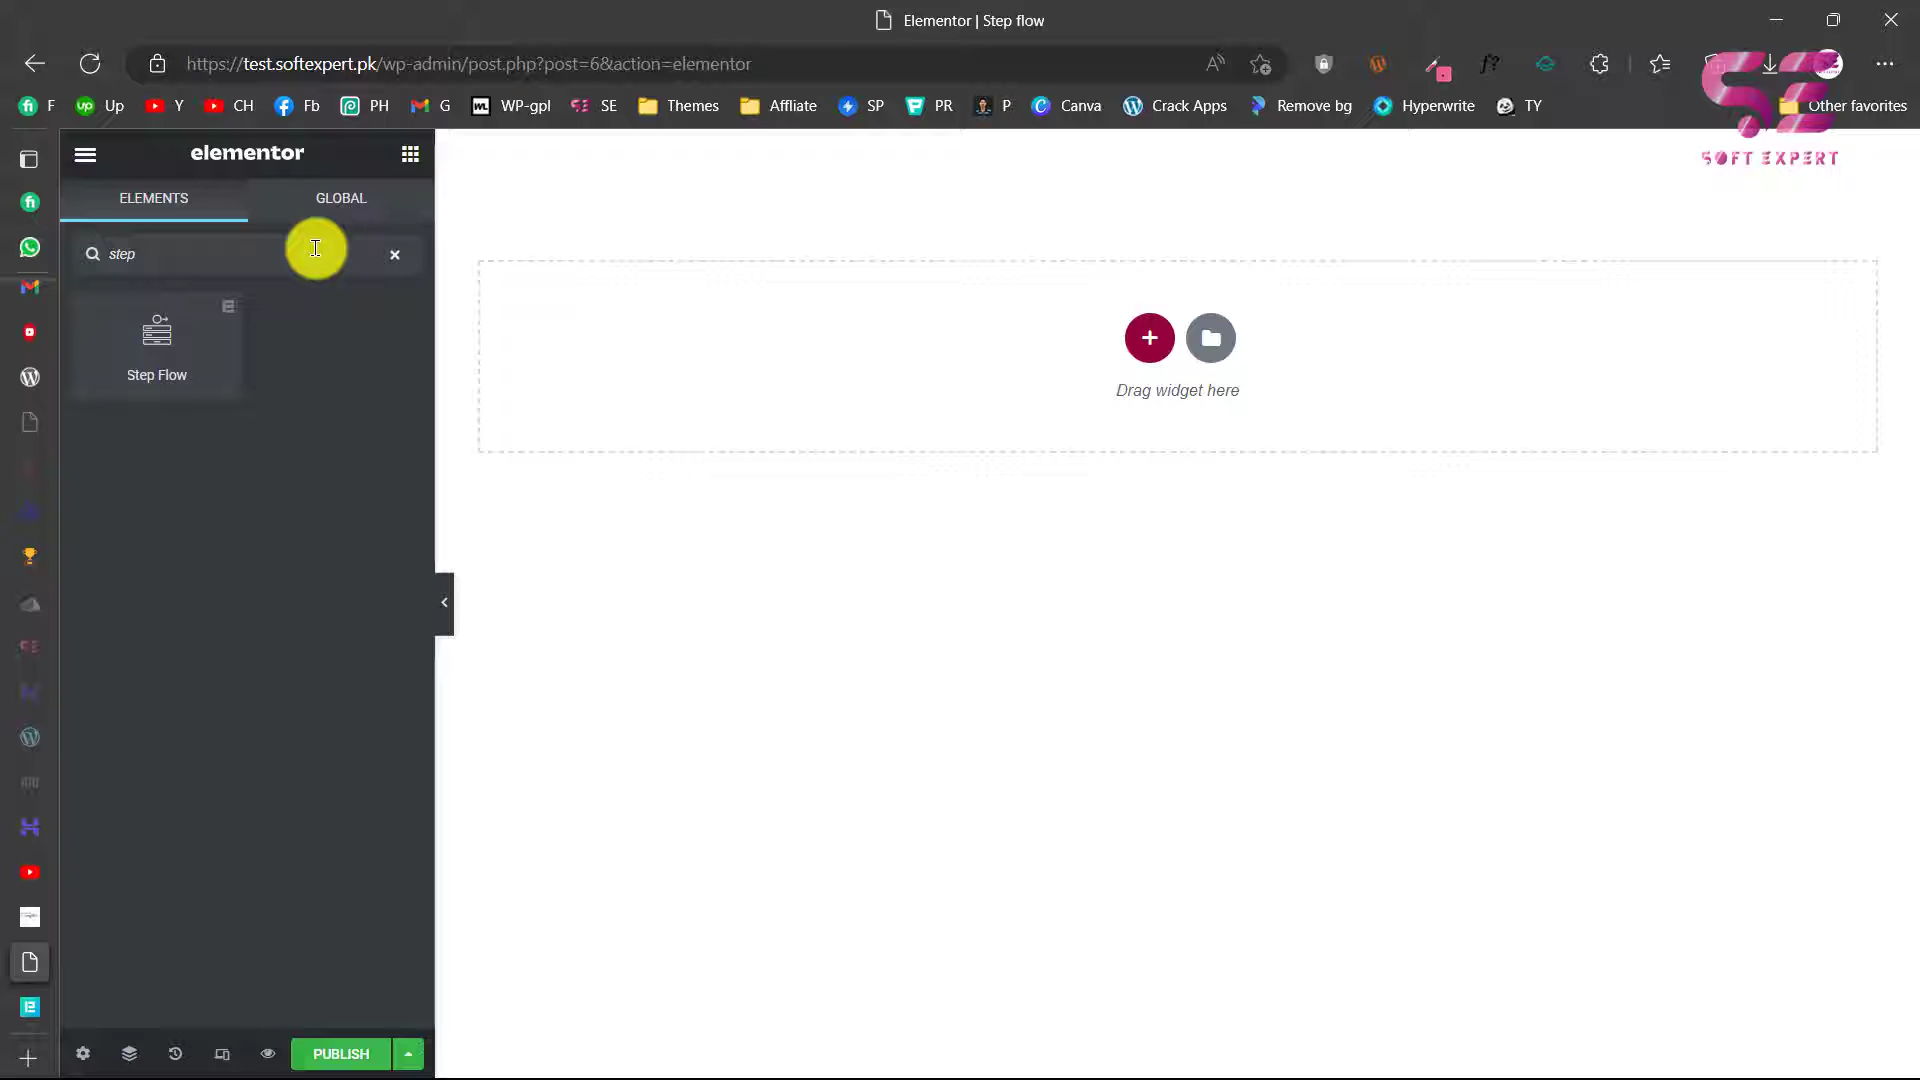 Elementor | Step flow
https://test.softexpert.pk/wp-admin/post.php?post=6&action=elementor
F
Up
Y
CH
Fb
PH
G
WP-gpl
SE
Themes
Affliate
SP
PR
P
Canva
Crack Apps
Remove bg
Hyperwrite
TY
Other favorites
SOFT EXPERT
elementor
ELEMENTS
GLOBAL
step
Step Flow
Drag widget here
PUBLISH